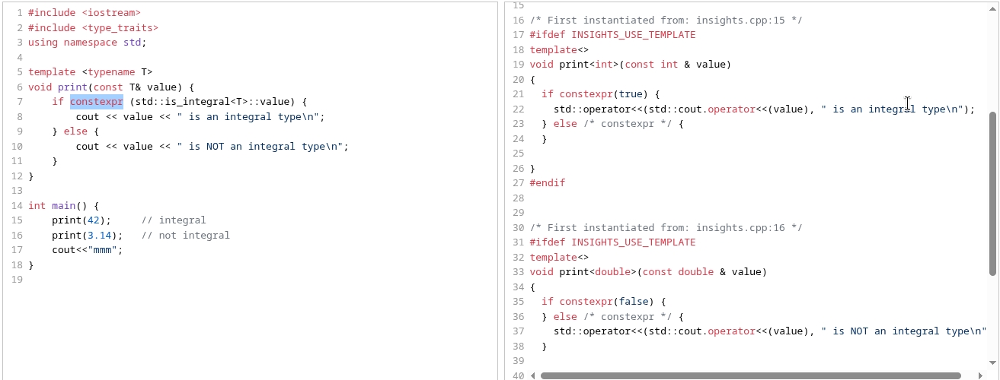 1 #include <iostream>
2 #include <type_traits>
3 using namespace std;
4
5 template <typename T>
6 void print(const T& value) {
7     if constexpr (std::is_integral<T>::value) {
8         cout << value << " is an integral type\n";
9     } else {
10         cout << value << " is NOT an integral type\n";
11     }
12 }
13
14 int main() {
15     print(42);     // integral
16     print(3.14);   // not integral
17     cout<<"mmm";
18 }
19
15
16 /* First instantiated from: insights.cpp:15 */
17 #ifdef INSIGHTS_USE_TEMPLATE
18 template<>
19 void print<int>(const int & value)
20 {
21   if constexpr(true) {
22     std::operator<<(std::cout.operator<<(value), " is an integral type\n");
23   } else /* constexpr */ {
24   }
25
26 }
27 #endif
28
29
30 /* First instantiated from: insights.cpp:16 */
31 #ifdef INSIGHTS_USE_TEMPLATE
32 template<>
33 void print<double>(const double & value)
34 {
35   if constexpr(false) {
36   } else /* constexpr */ {
37     std::operator<<(std::cout.operator<<(value), " is NOT an integral type\n"
38   }
39
40